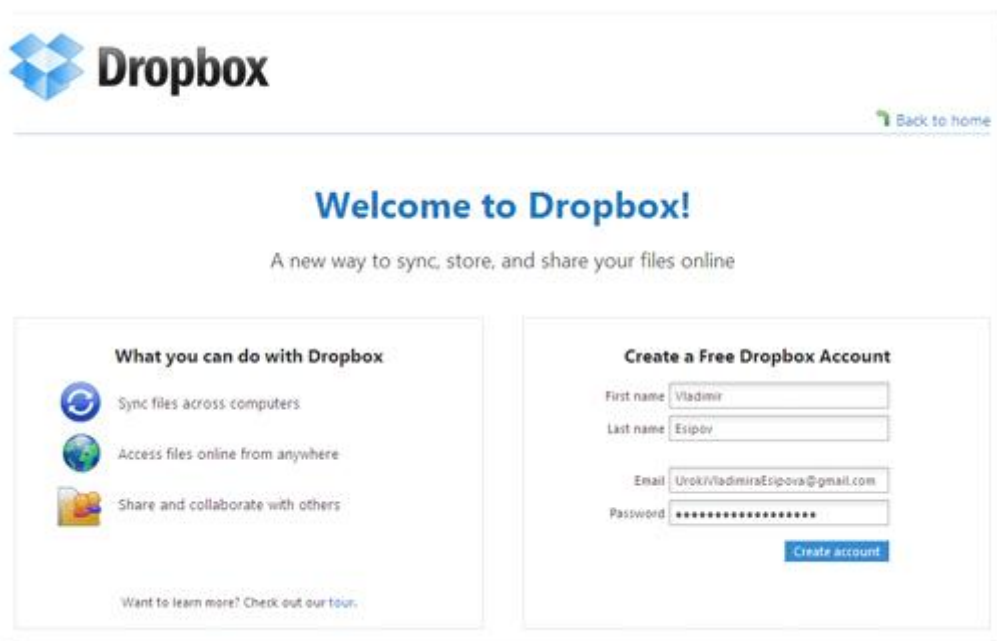 Dropbox
Back to home
Welcome to Dropbox!
A new way to sync, store, and share your files online
What you can do with Dropbox
Sync files across computers
Access files online from anywhere
Share and collaborate with others
Want to learn more? Check out our tour.
Create a Free Dropbox Account
First name Vladimir
Last name Esipov
Email UrokiVladimiraEsipova@gmail.com
Password ••••••••••••••••••
Create account